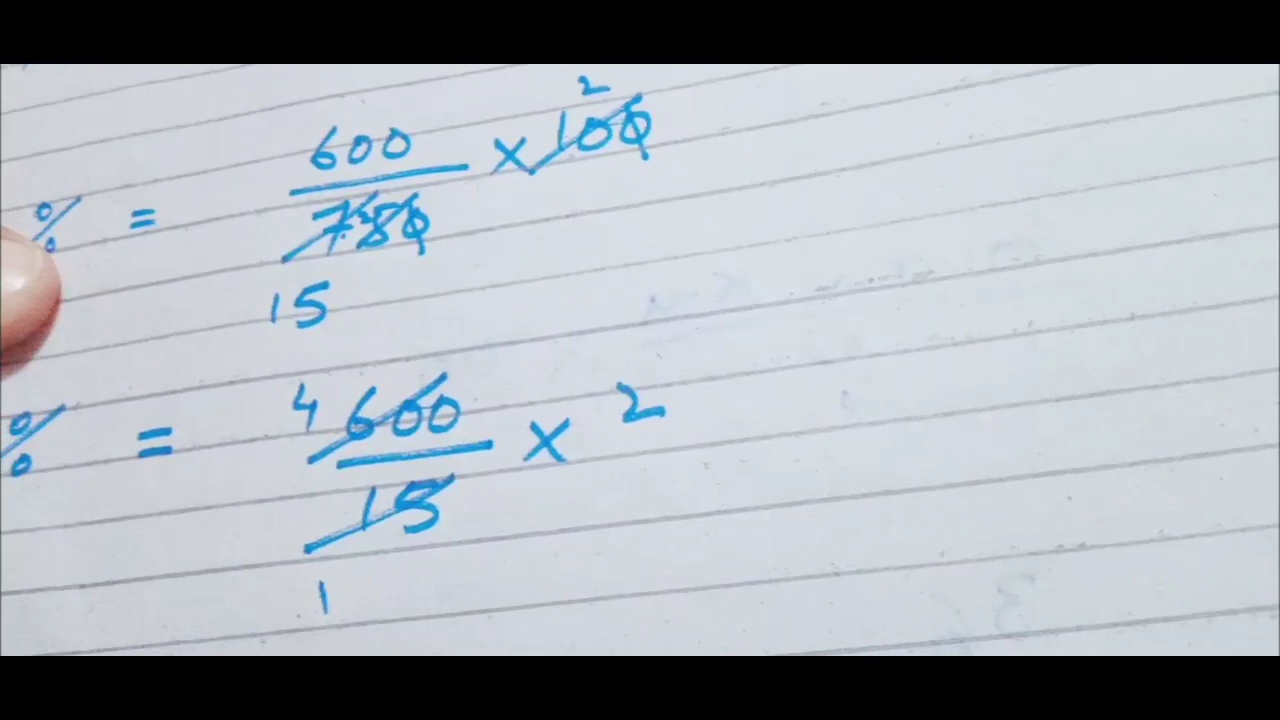 2
% = 600 × 100
750
15
% = 4 600 × 2
15
1